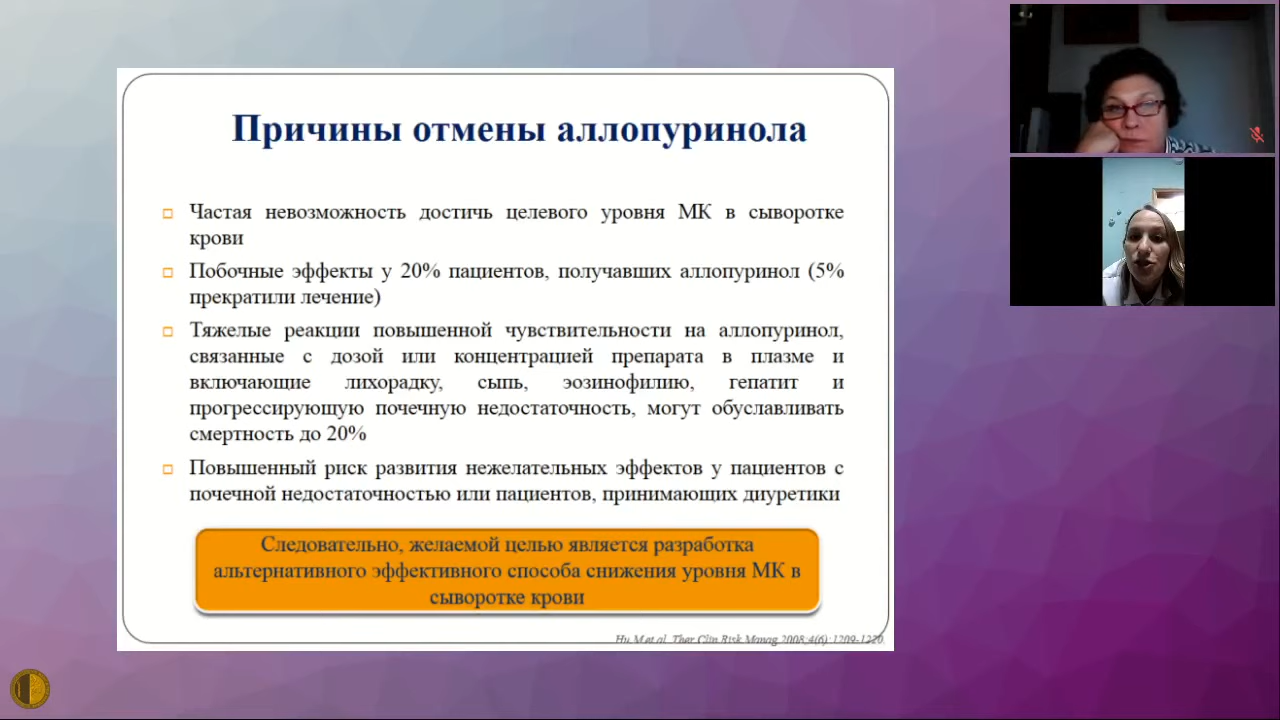 Причины отмены аллопуринола
Частая невозможность достичь целевого уровня МК в сыворотке
крови
Побочные эффекты у 20% пациентов, получавших аллопуринол (5%
прекратили лечение)
Тяжелые реакции повышенной чувствительности на аллопуринол,
связанные с дозой или концентрацией препарата в плазме и
включающие лихорадку, сыпь, эозинофилию, гепатит и
прогрессирующую почечную недостаточность, могут обуславливать
смертность до 20%
Повышенный риск развития нежелательных эффектов у пациентов с
почечной недостаточностью или пациентов, принимающих диуретики
Следовательно, желаемой целью является разработка
альтернативного эффективного способа снижения уровня МК в
сыворотке крови
Hu M et al. Ther Clin Risk Manag 2008;4(6):1209-1220